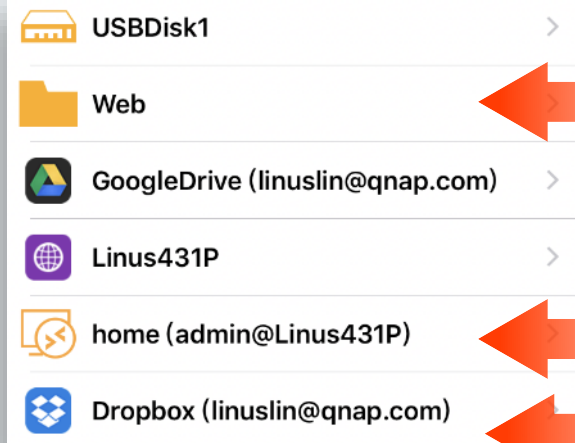 USBDisk1
Web
GoogleDrive (linuslin@qnap.com)
Linus431P
home (admin@Linus431P)
Dropbox (linuslin@qnap.com)